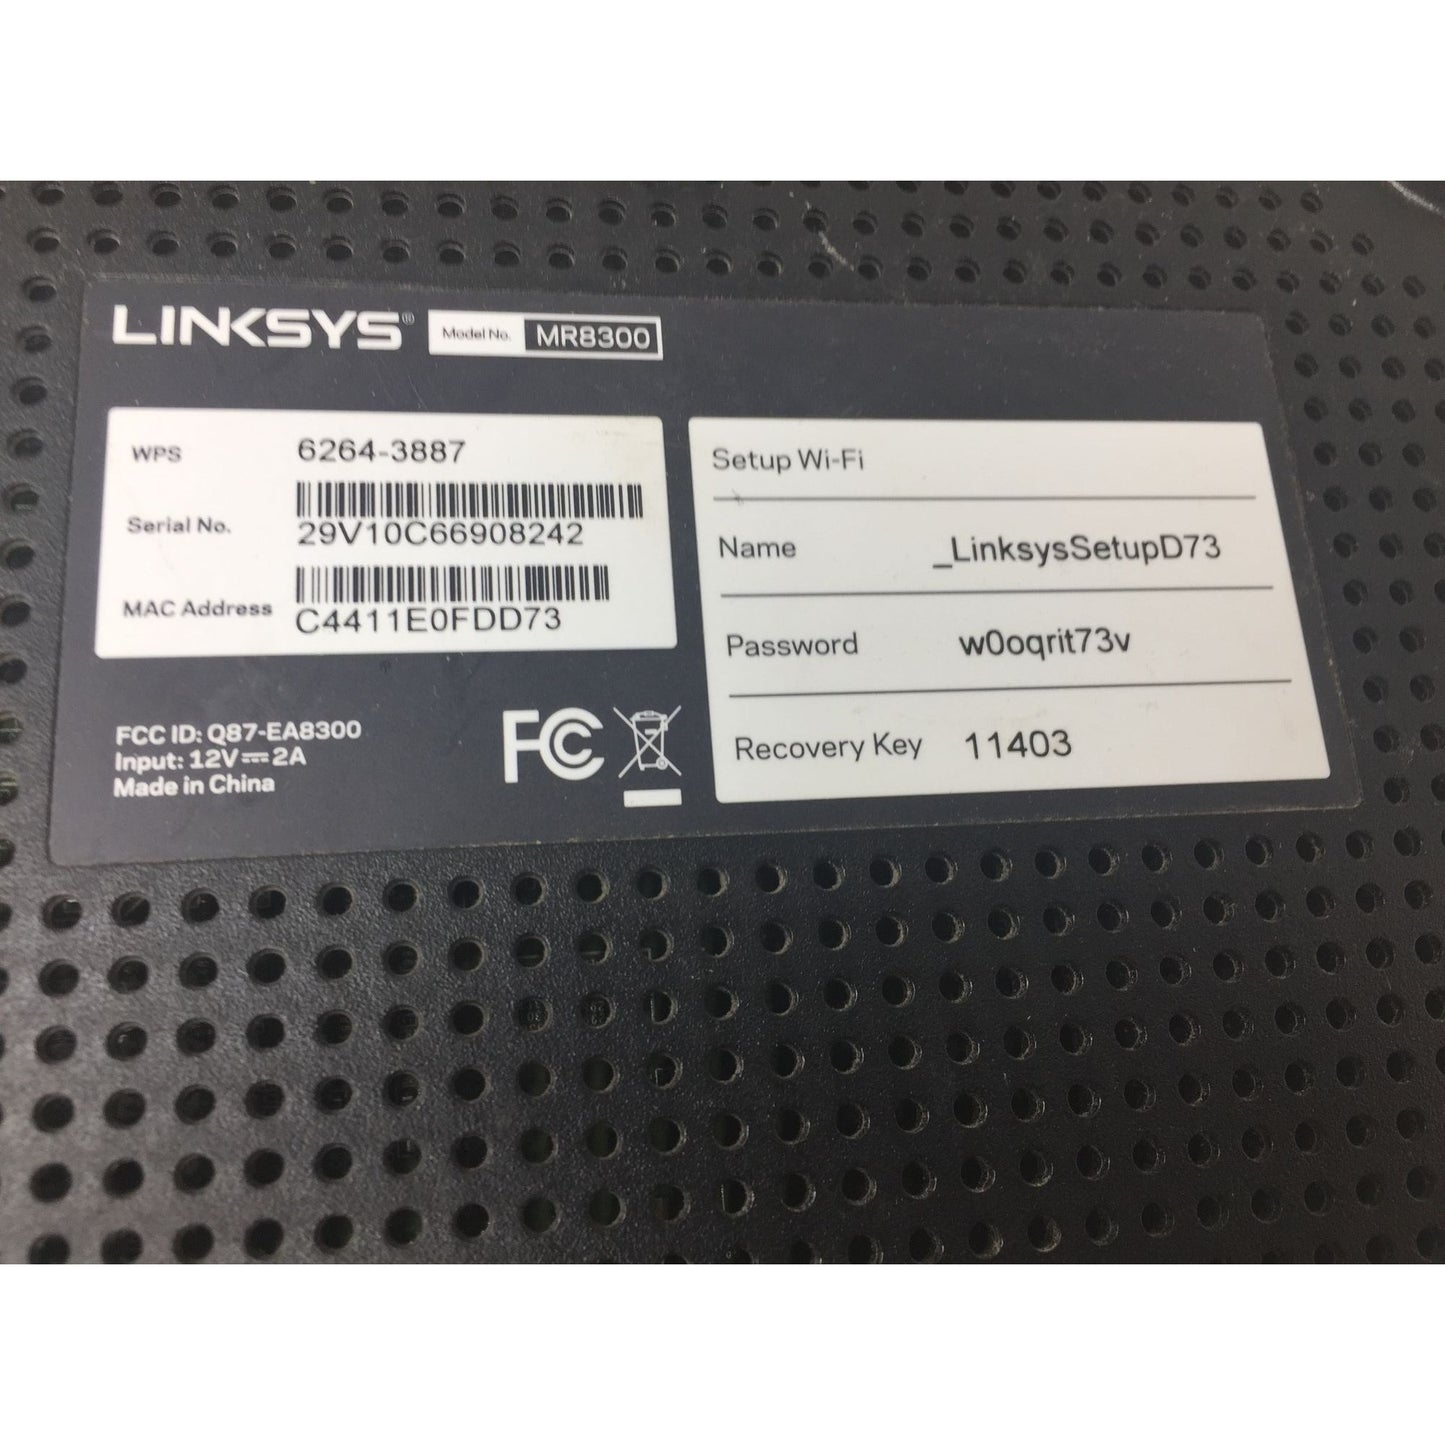 LINKSYS® Model No. MR8300
WPS 6264-3887
Serial No. 29V10C66908242
MAC Address C4411E0FDD73
FCC ID: Q87-EA8300
Input: 12V⎓2A
Made in China
FC
Setup Wi-Fi
Name _LinksysSetupD73
Password w0oqrit73v
Recovery Key 11403